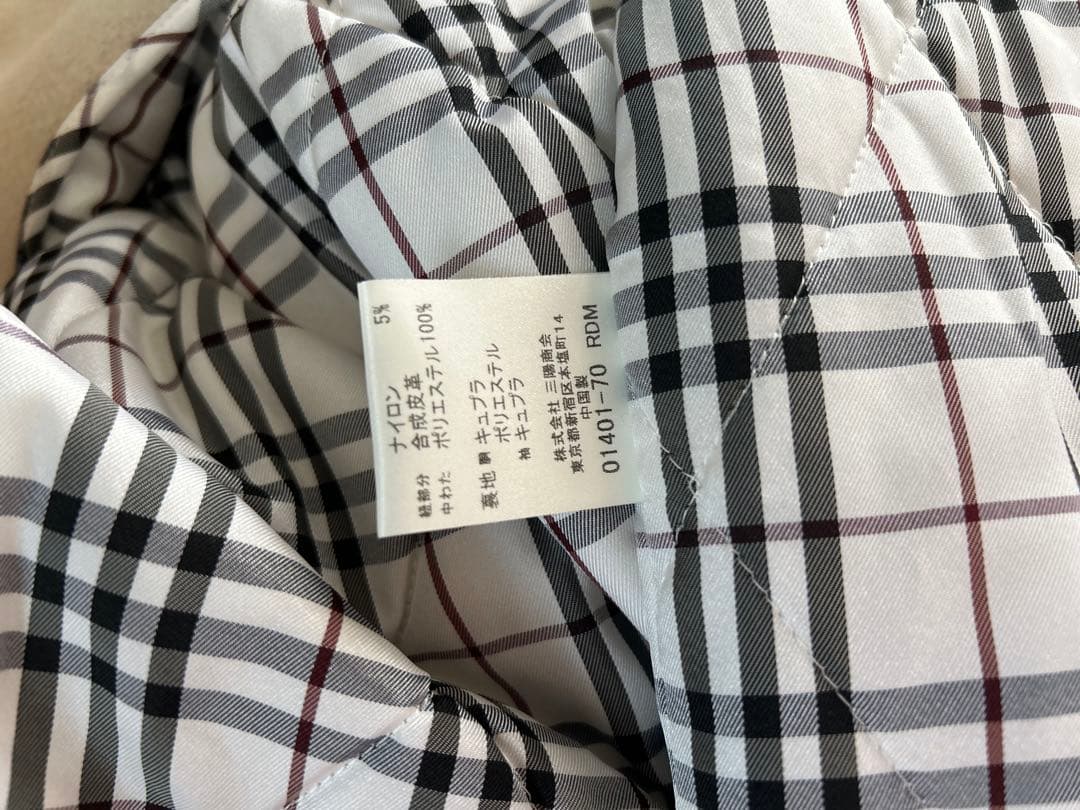 ナイロン 5%
紐部分 合成皮革
中わた ポリエステル100%
裏地 胴 キュプラ
ポリエステル
袖 キュプラ
株式会社 三陽商会
東京都新宿区本塩町14
中国製
01401-70 RDM